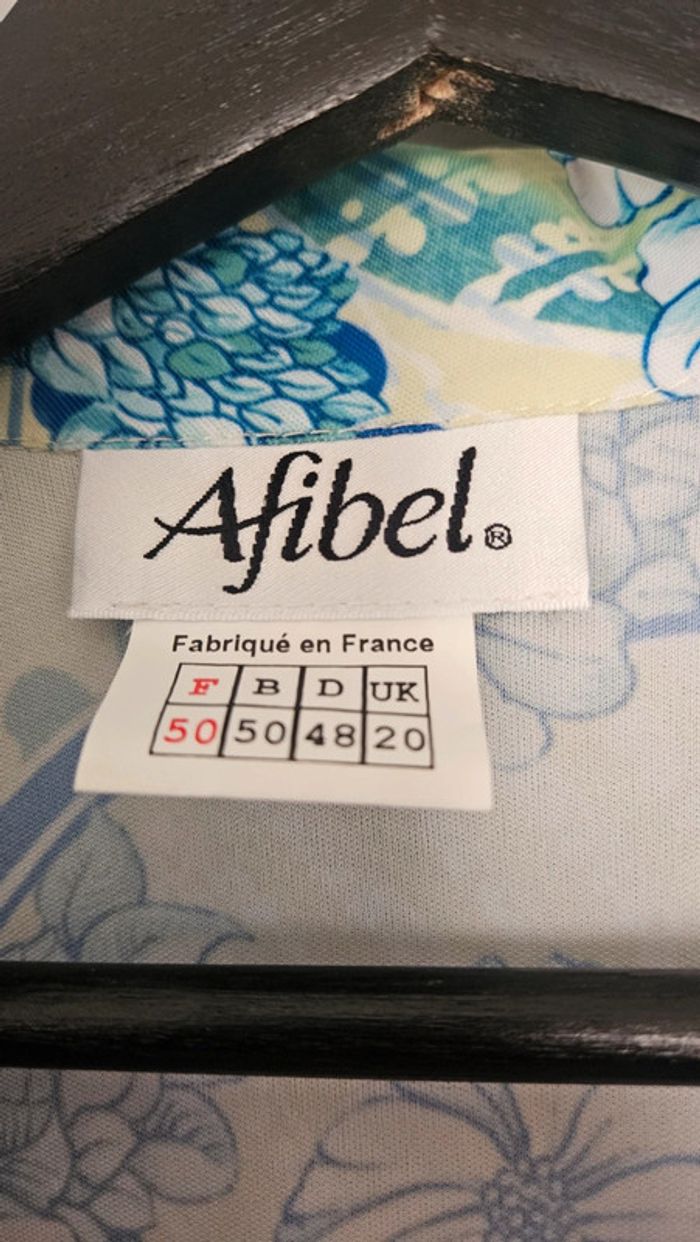 Afibel®
Fabriqué en France
F B D UK
50 50 48 20